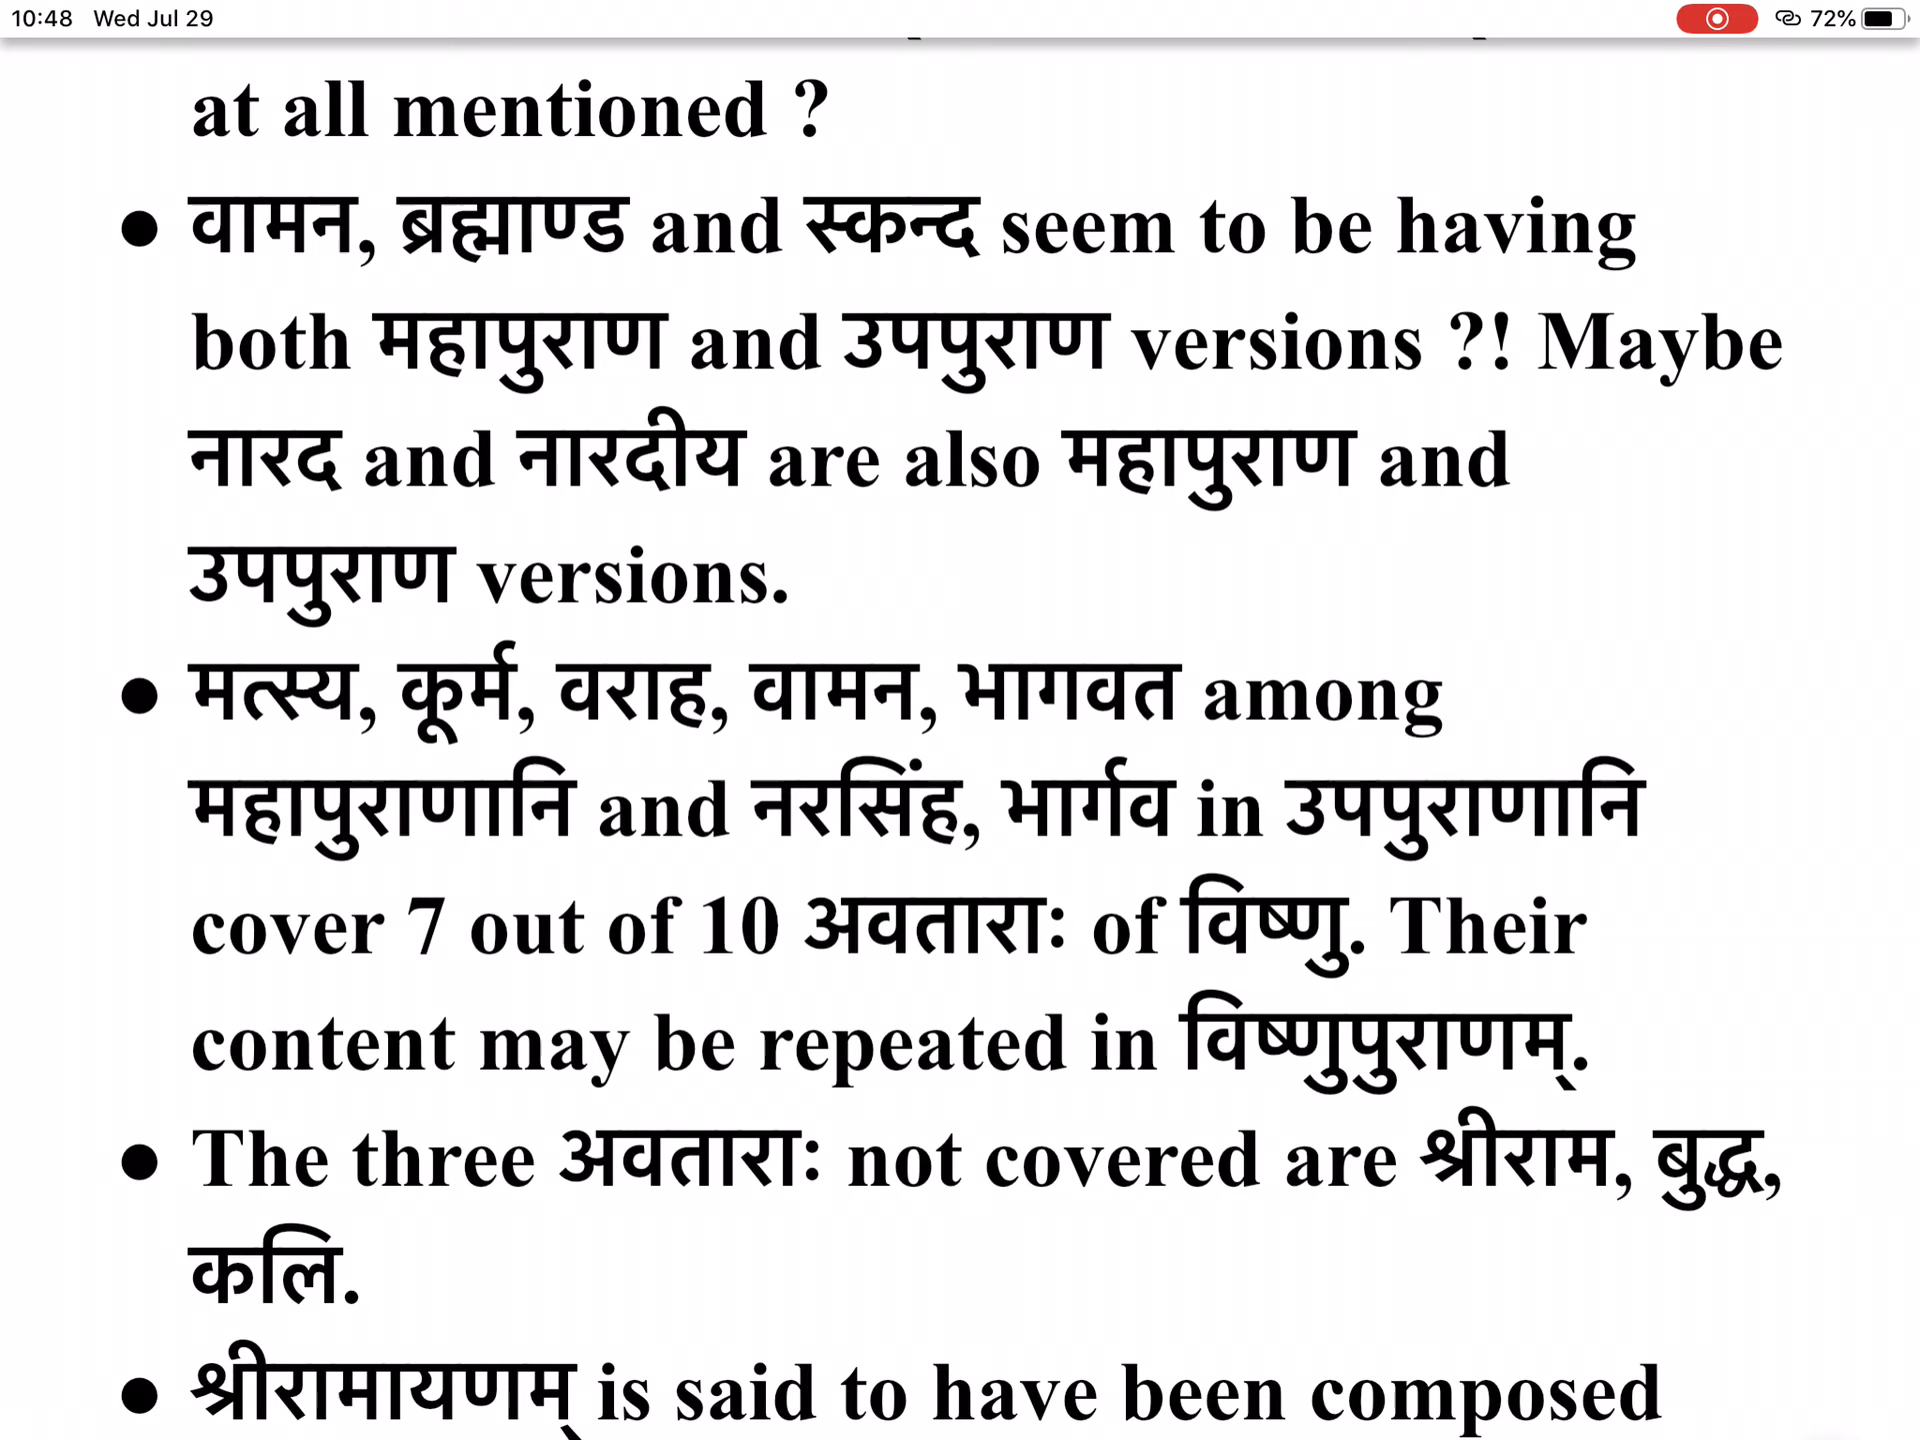 10:48 Wed Jul 29 72%
at all mentioned ?
● वामन, ब्रह्माण्ड and स्कन्द seem to be having
both महापुराण and उपपुराण versions ?! Maybe
नारद and नारदीय are also महापुराण and
उपपुराण versions.
● मत्स्य, कूर्म, वराह, वामन, भागवत among
महापुराणानि and नरसिंह, भार्गव in उपपुराणानि
cover 7 out of 10 अवताराः of विष्णु. Their
content may be repeated in विष्णुपुराणम्.
● The three अवताराः not covered are श्रीराम, बुद्ध,
कलि.
● श्रीरामायणम् is said to have been composed